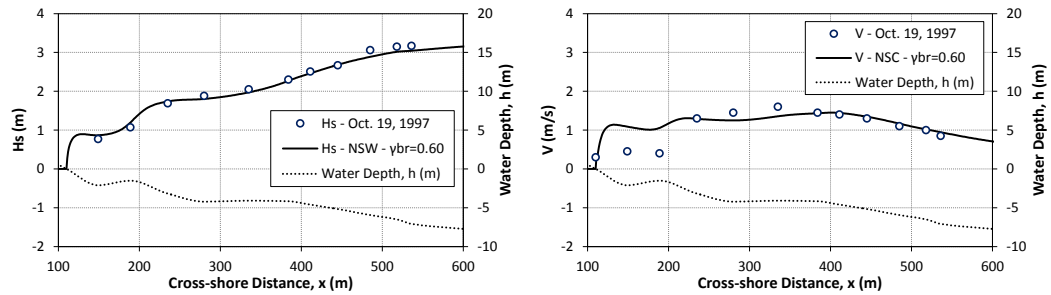 4
3
2
1
0
-1
-2
Hs (m)
20
15
10
5
0
-5
-10
Water Depth, h (m)
Hs - Oct. 19, 1997
Hs - NSW - γbr=0.60
Water Depth, h (m)
100 200 300 400 500 600
Cross-shore Distance, x (m)
4
3
2
1
0
-1
-2
V (m/s)
20
15
10
5
0
-5
-10
Water Depth, h (m)
V - Oct. 19, 1997
V - NSC - γbr=0.60
Water Depth, h (m)
100 200 300 400 500 600
Cross-shore Distance, x (m)